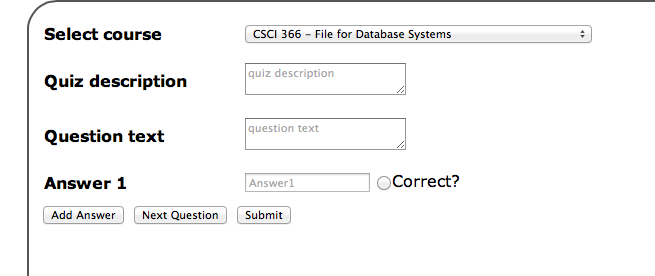 Select course CSCI 366 – File for Database Systems
Quiz description quiz description
Question text question text
Answer 1 Answer1 Correct?
Add Answer Next Question Submit